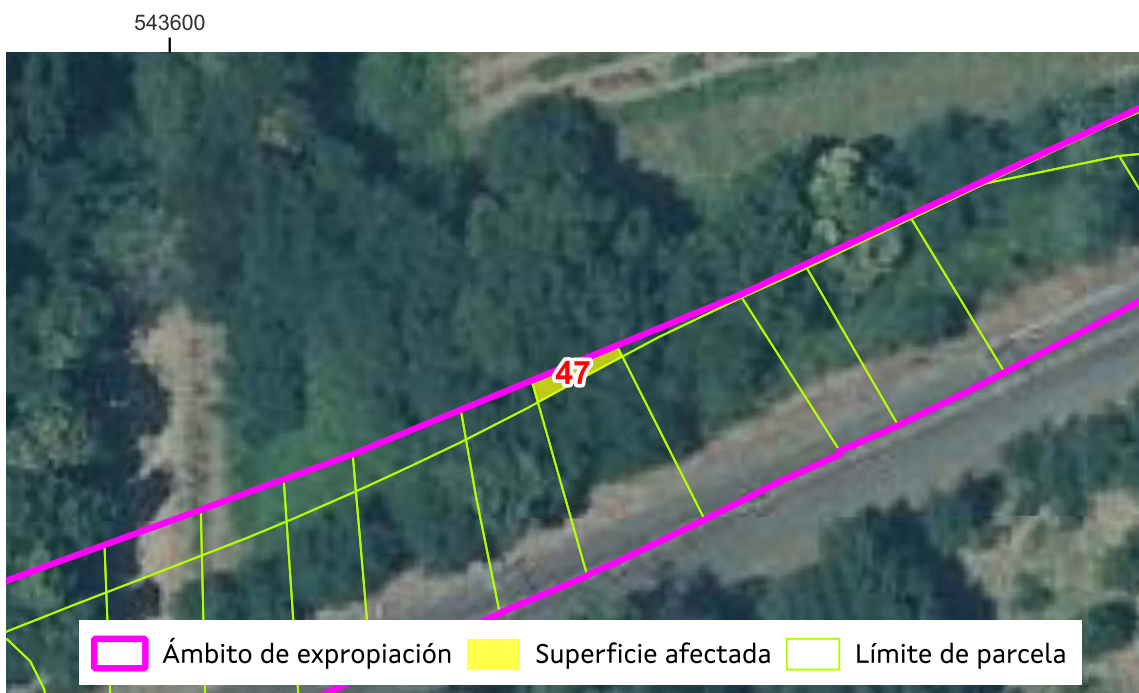 543600
47
Ámbito de expropiación Superficie afectada Límite de parcela